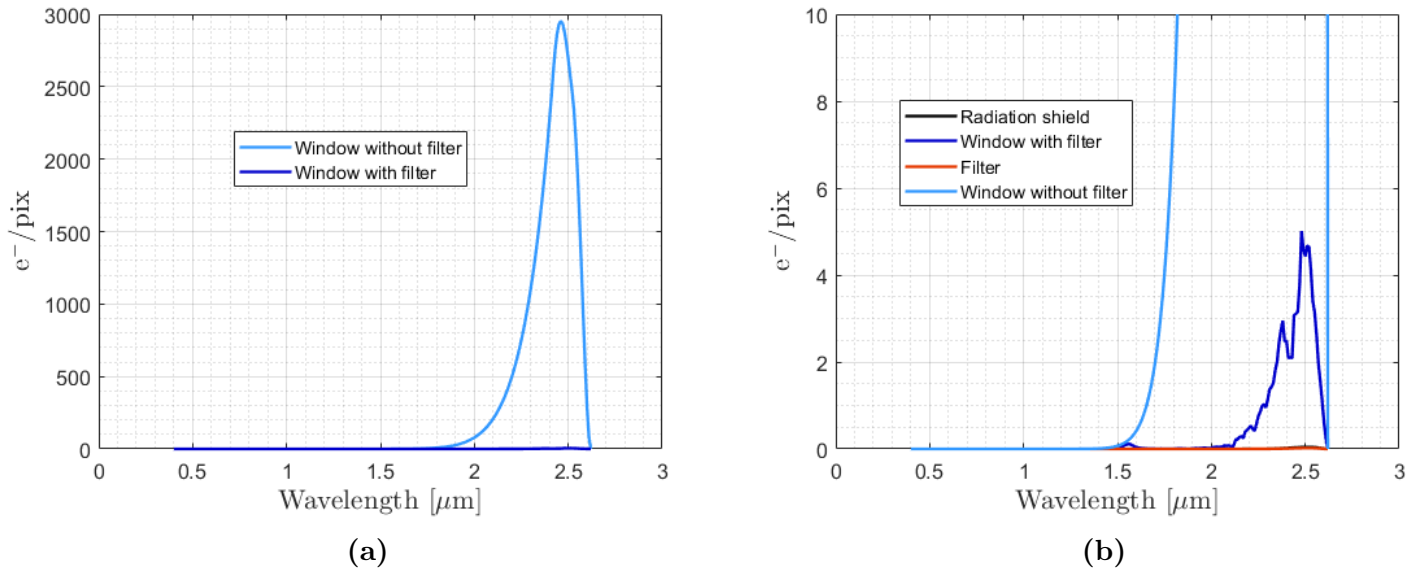 3000
2500
2000
1500
1000
500
0
e⁻/pix
Window without filter
Window with filter
0 0.5 1 1.5 2 2.5 3
Wavelength [μm]
(a)
10
8
6
4
2
0
e⁻/pix
Radiation shield
Window with filter
Filter
Window without filter
0 0.5 1 1.5 2 2.5 3
Wavelength [μm]
(b)